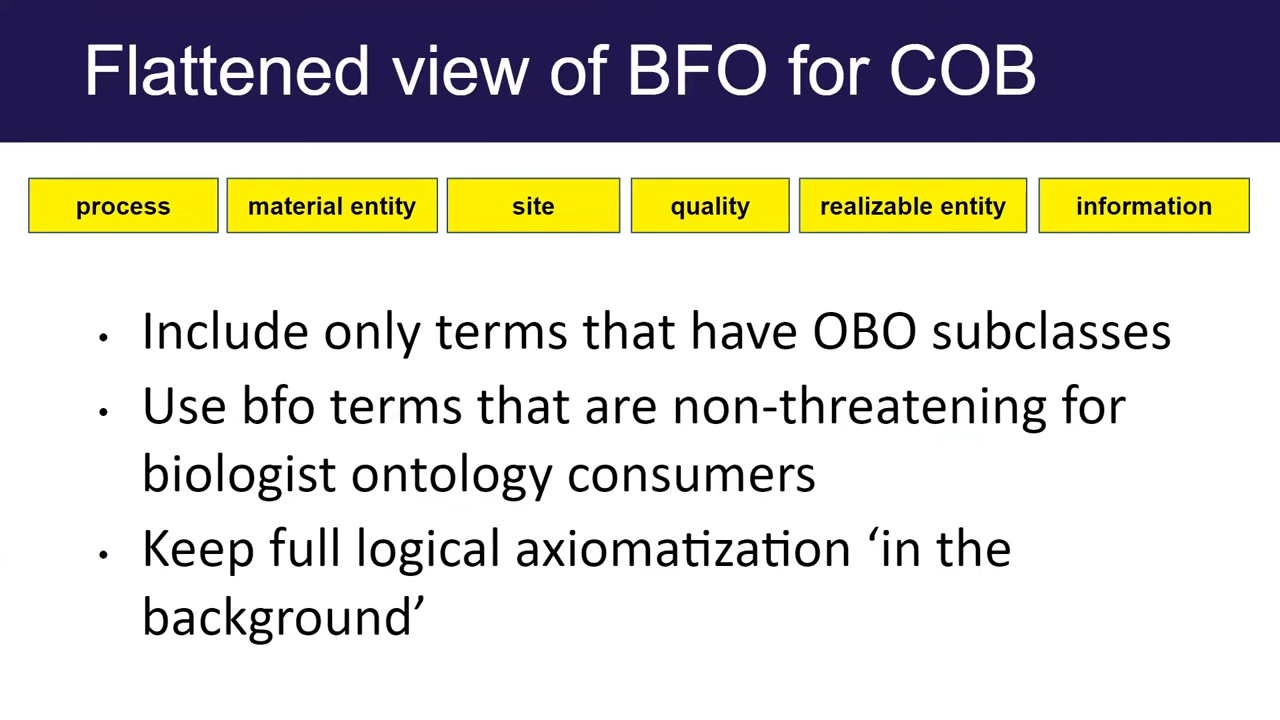 Flattened view of BFO for COB
process material entity site quality realizable entity information
• Include only terms that have OBO subclasses
• Use bfo terms that are non-threatening for
biologist ontology consumers
• Keep full logical axiomatization ‘in the
background’